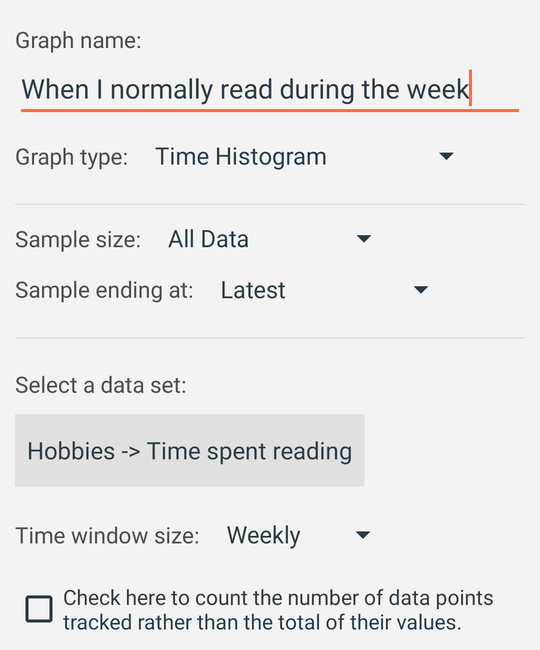 Graph name:
When I normally read during the week
Graph type: Time Histogram
Sample size: All Data
Sample ending at: Latest
Select a data set:
Hobbies -> Time spent reading
Time window size: Weekly
Check here to count the number of data points
tracked rather than the total of their values.